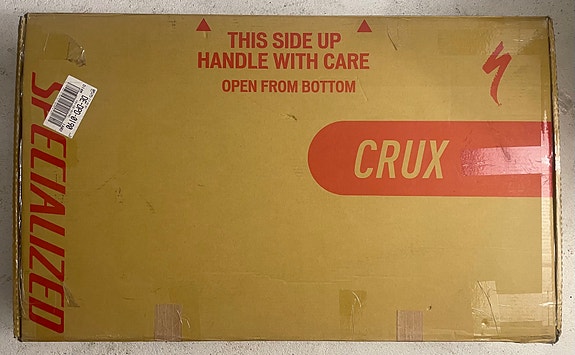 THIS SIDE UP
HANDLE WITH CARE
OPEN FROM BOTTOM
CRUX
SPECIALIZED